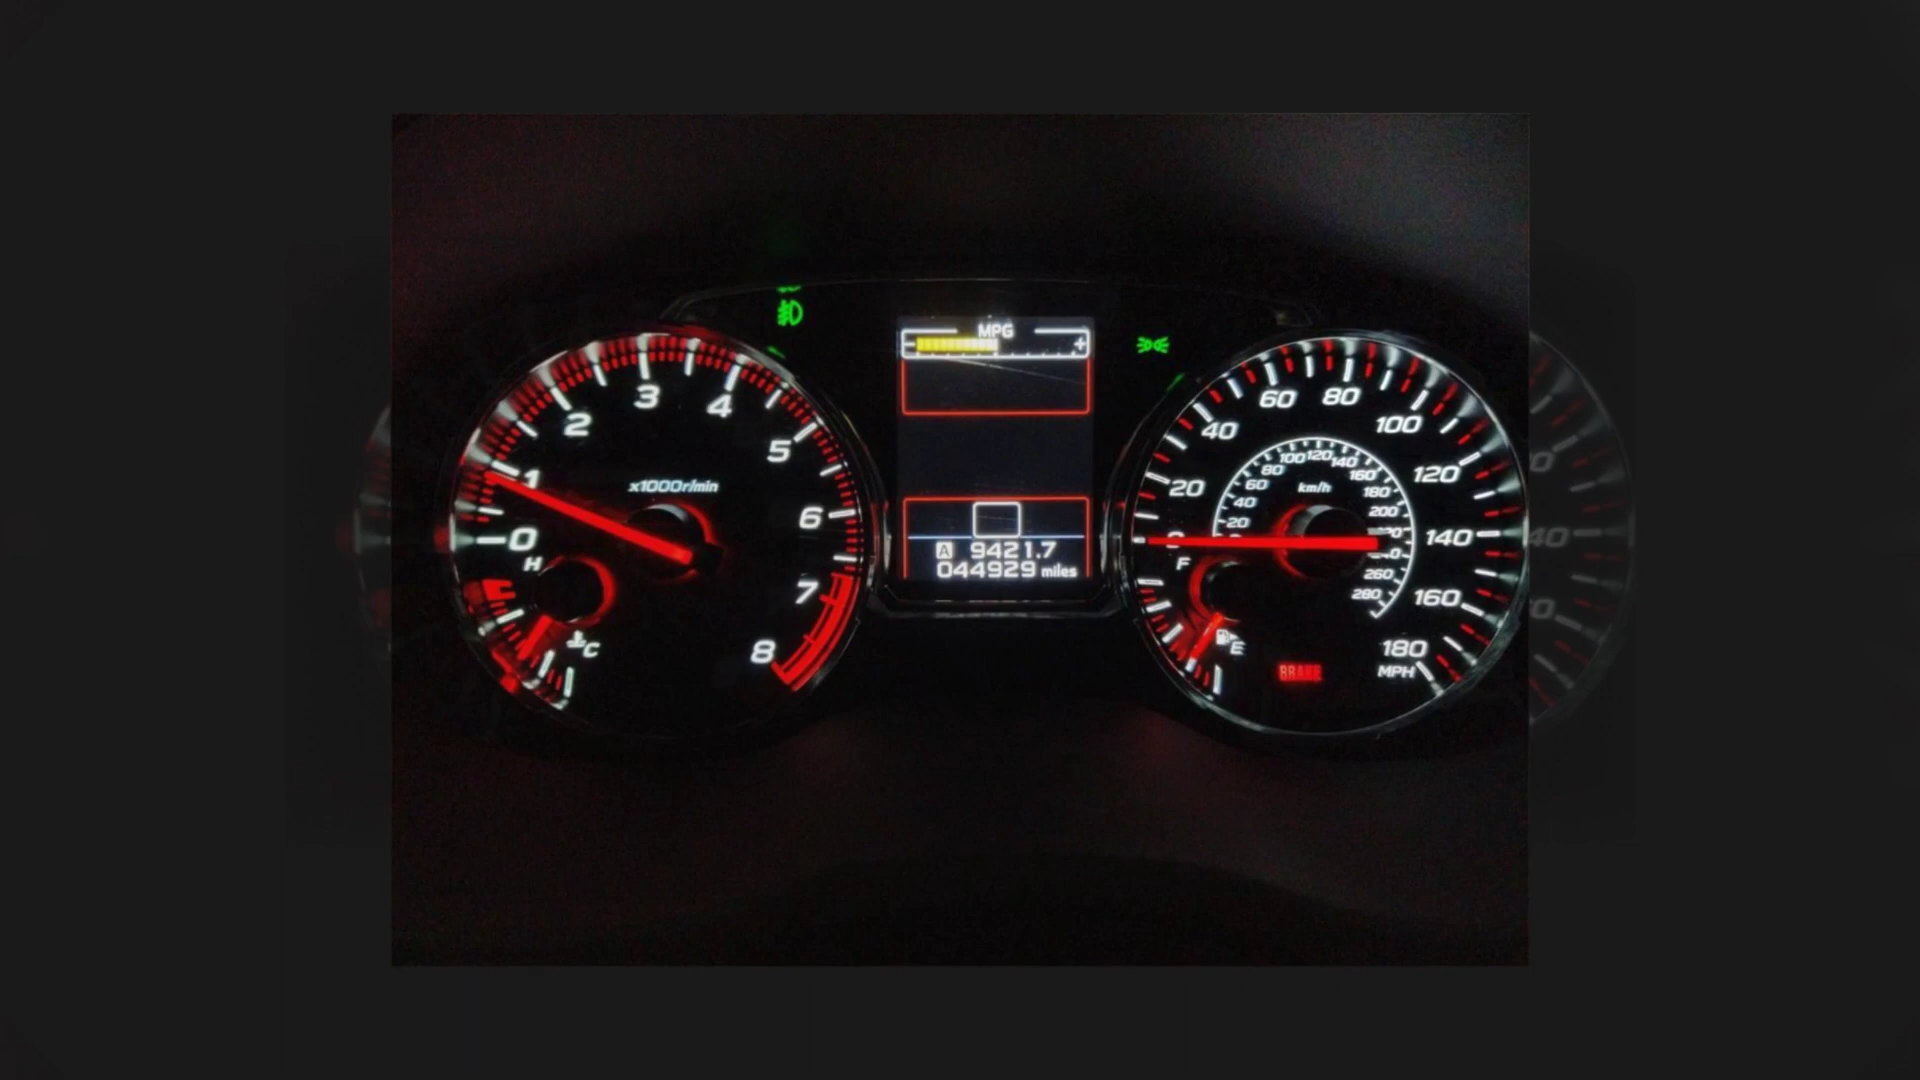 MPG
- +
0 1 2 3 4 5 6 7 8
x1000r/min
H
C
A 9421.7
044929 miles
20 40 60 80 100 120 140 160 180
MPH
km/h
20 40 60 80 100 120 140 160 180 200 260 280
F
E
BRAKE